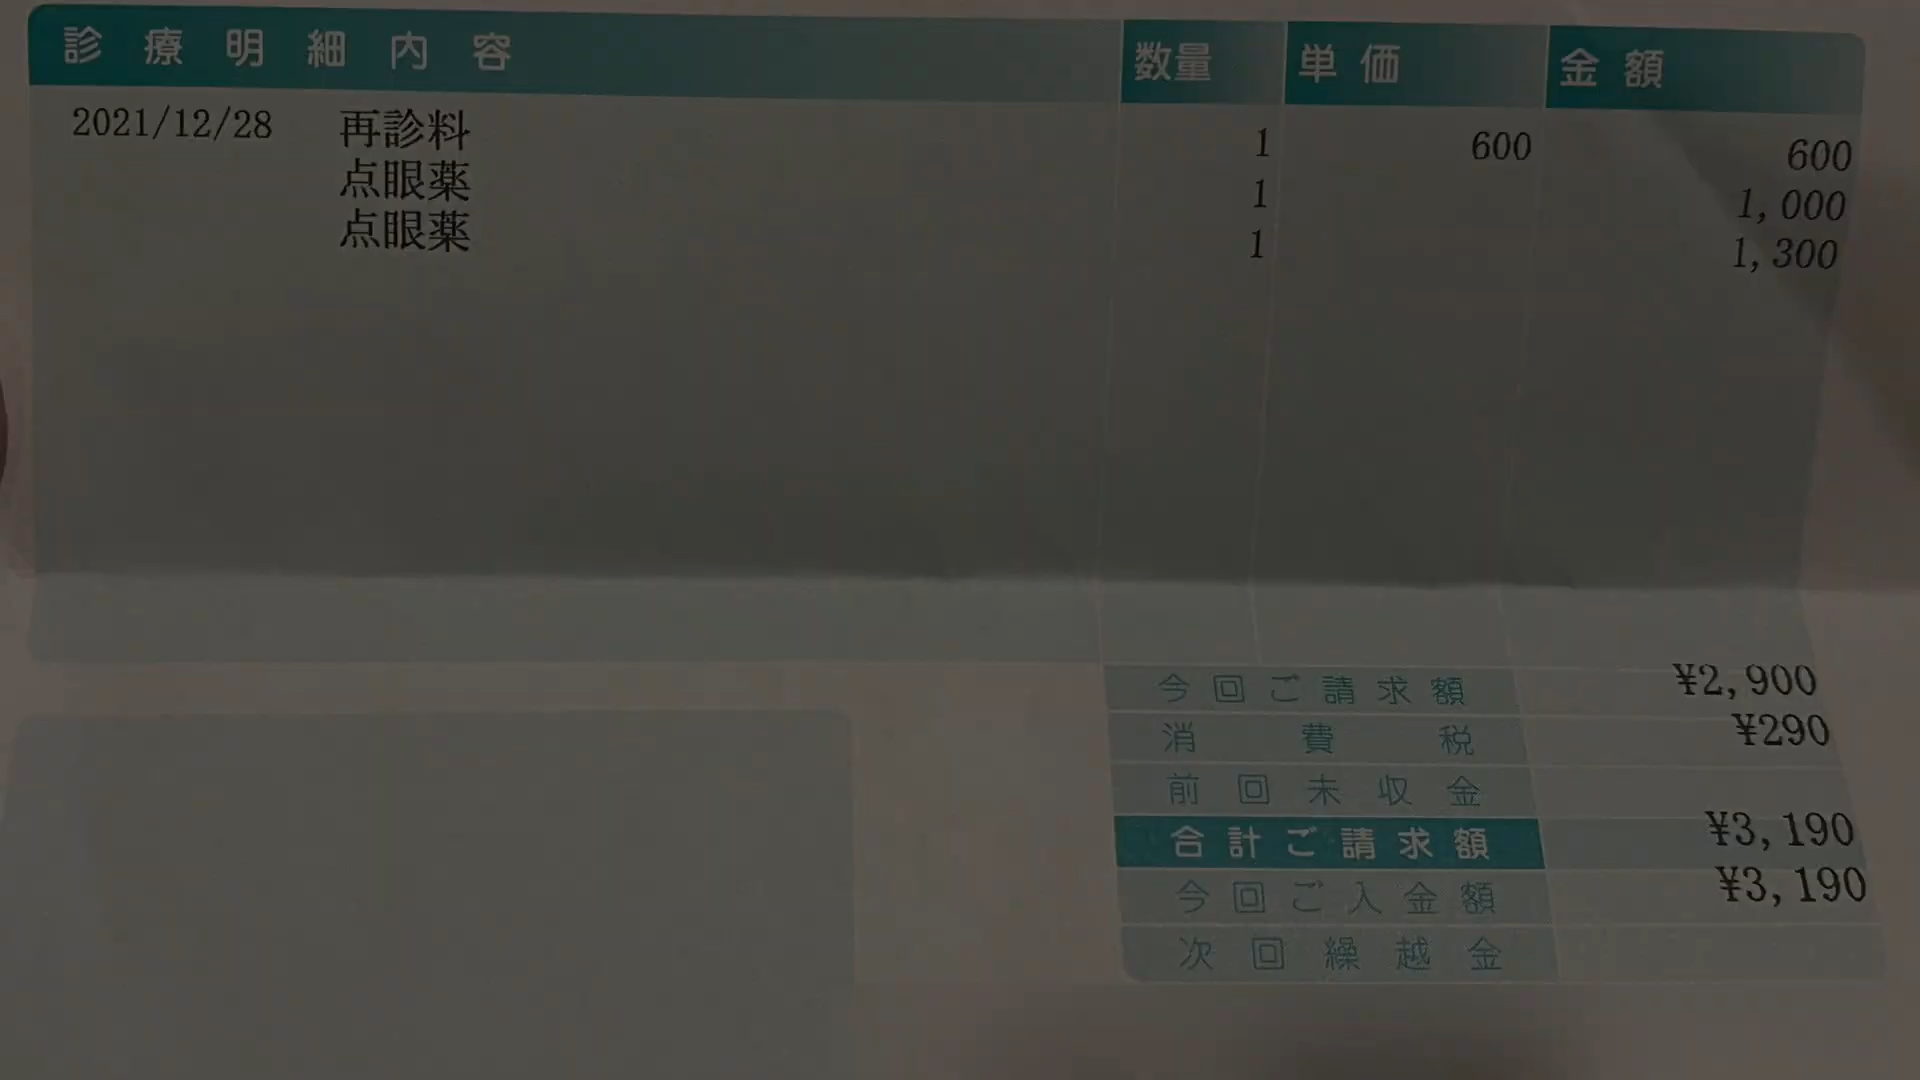 診療明細内容 数量 単価 金額
2021/12/28 再診料 1 600 600
点眼薬 1 1,000
点眼薬 1 1,300
今回ご請求額 ¥2,900
消費税 ¥290
前回未収金
合計ご請求額 ¥3,190
今回ご入金額 ¥3,190
次回繰越金